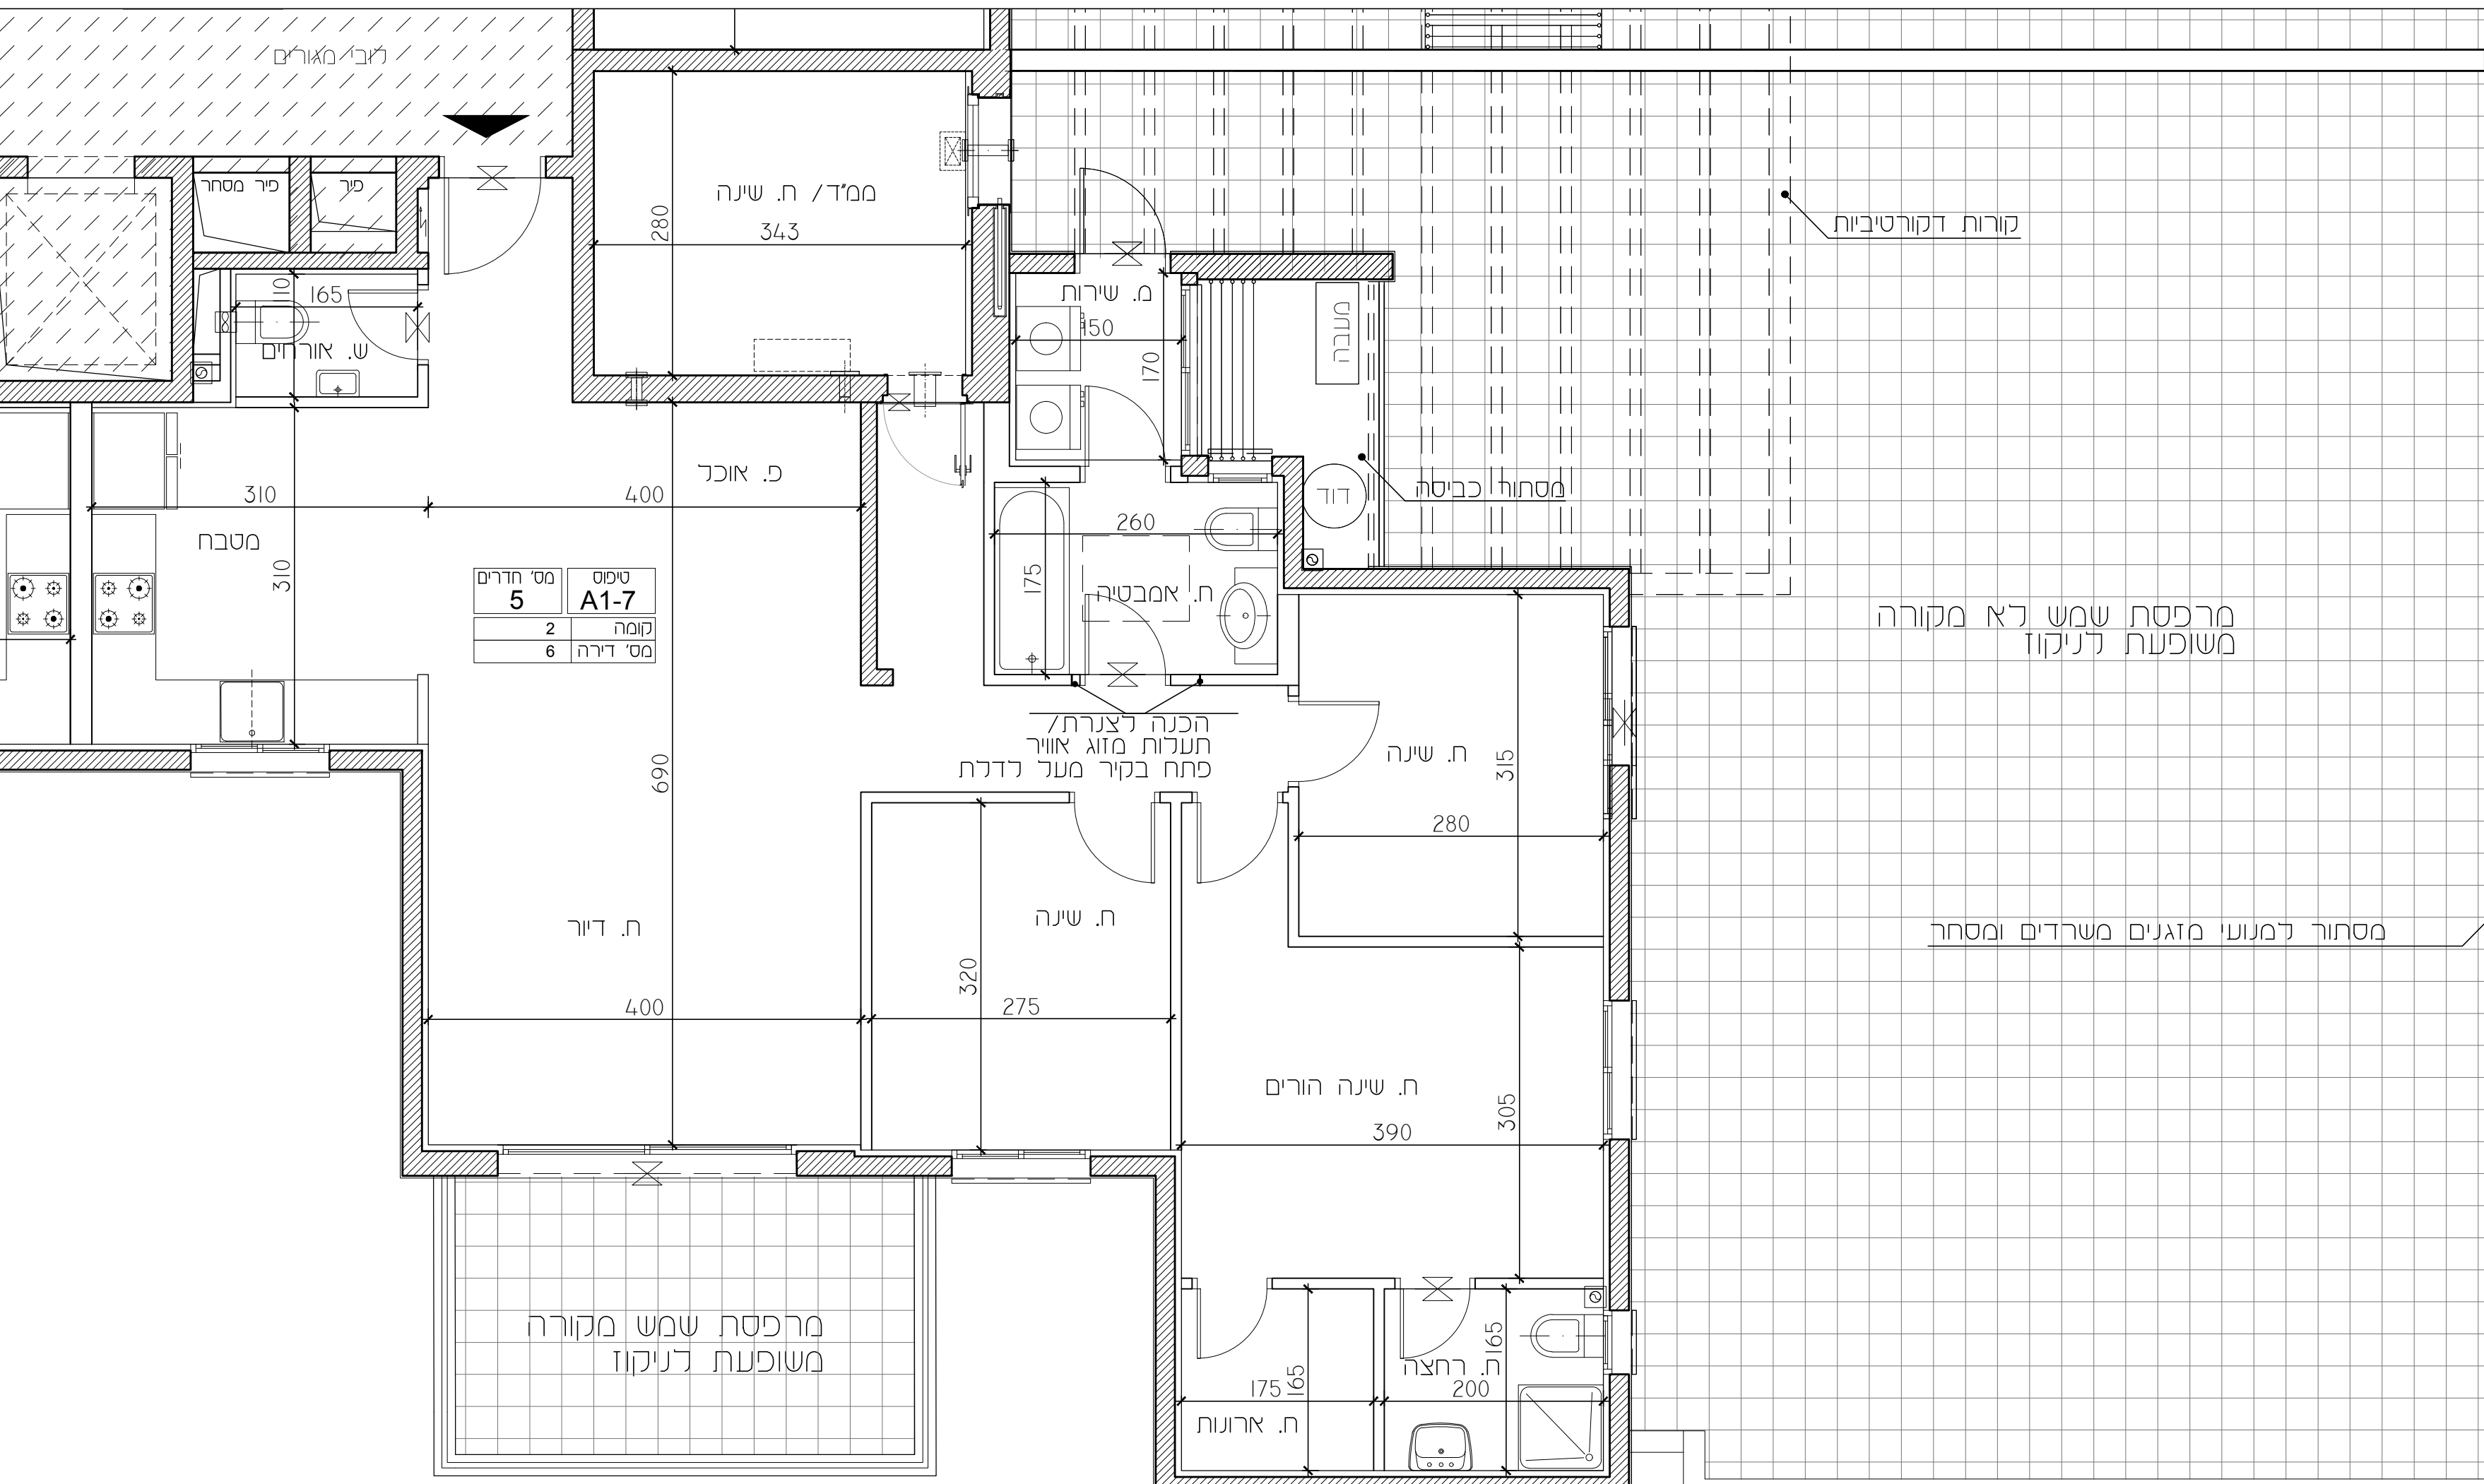 לובי מגורים
פיר מסחר
פיר
ממ"ד/ ח. שינה
280
343
קורות דקורטיביות
110
165
ש. אורחים
מ. שירות
150
170
מעבה
דוד
מסתור כביסה
פ. אוכל
310
400
מטבח
310
260
175
ח. אמבטיה
טיפוס
A1-7
מס' חדרים
5
קומה 2
מס' דירה 6
מרפסת שמש לא מקורה
משופעת לניקוז
הכנה לצנרת/
תעלות מזוג אוויר
פתח בקיר מעל לדלת
690
ח. שינה
315
280
ח. דיור
ח. שינה
320
275
400
מסתור למנועי מזגנים משרדים ומסחר
ח. שינה הורים
305
390
מרפסת שמש מקורה
משופעת לניקוז
165
ח. רחצה
200
175
165
ח. ארונות